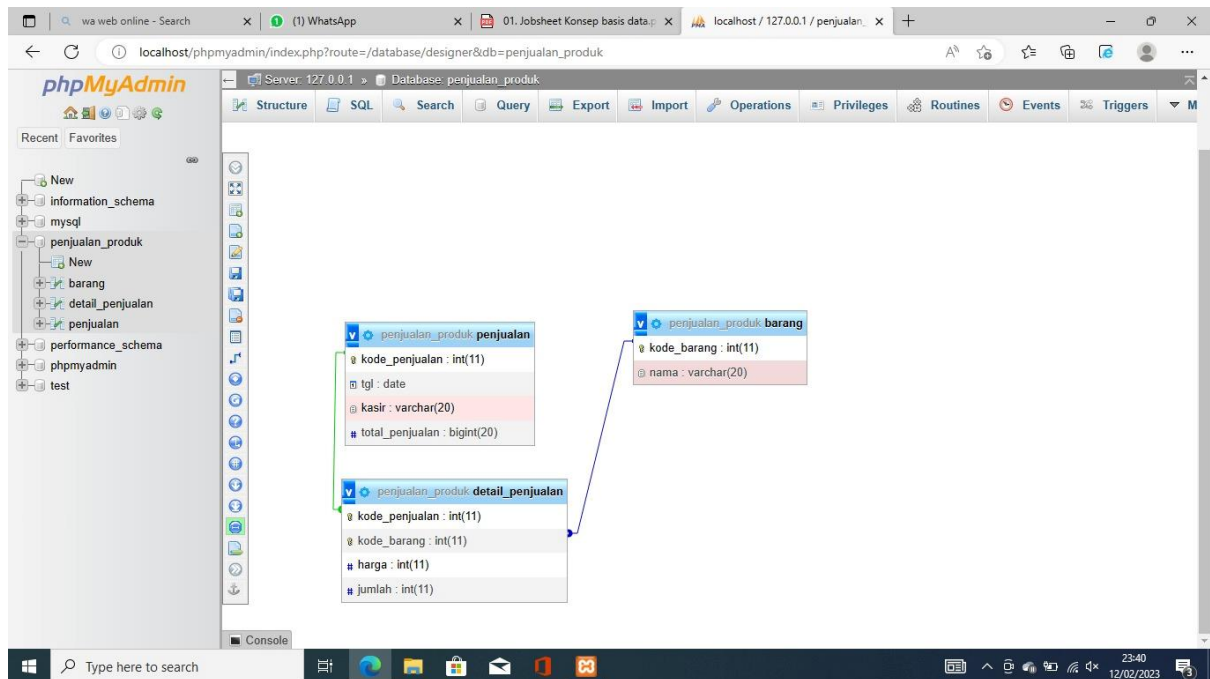 wa web online - Search
(1) WhatsApp
01. Jobsheet Konsep basis data.p
localhost / 127.0.0.1 / penjualan_
localhost/phpmyadmin/index.php?route=/database/designer&db=penjualan_produk
phpMyAdmin
Recent Favorites
New
information_schema
mysql
penjualan_produk
New
barang
detail_penjualan
penjualan
performance_schema
phpmyadmin
test
Server: 127.0.0.1 » Database: penjualan_produk
Structure SQL Search Query Export Import Operations Privileges Routines Events Triggers M
v penjualan_produk penjualan
kode_penjualan : int(11)
tgl : date
kasir : varchar(20)
# total_penjualan : bigint(20)
v penjualan_produk barang
kode_barang : int(11)
nama : varchar(20)
v penjualan_produk detail_penjualan
kode_penjualan : int(11)
kode_barang : int(11)
# harga : int(11)
# jumlah : int(11)
Console
Type here to search
23:40
12/02/2023
3